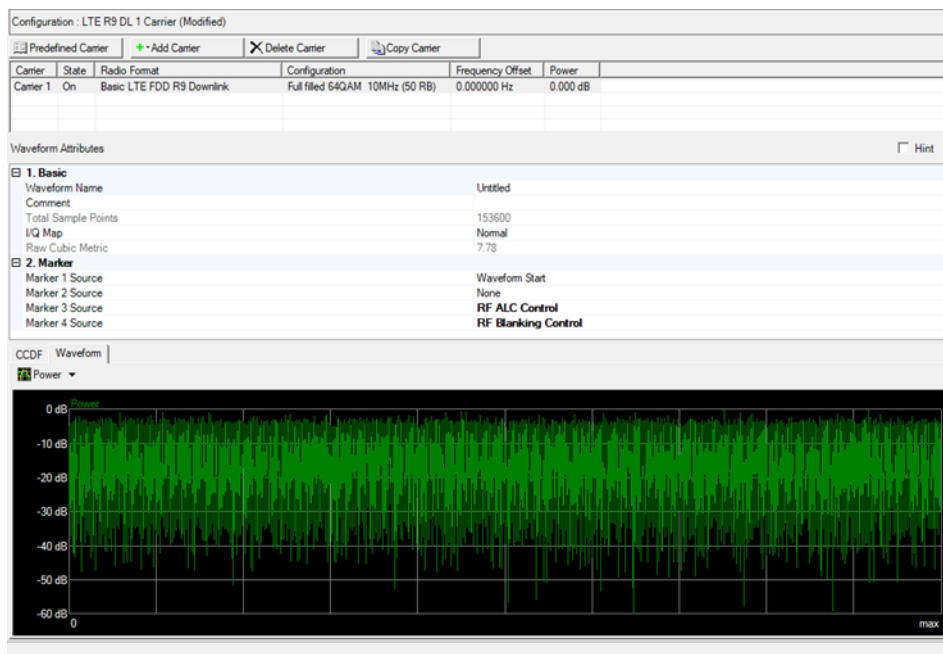 Configuration : LTE R9 DL 1 Carrier (Modified)
Predefined Carrier + Add Carrier Delete Carrier Copy Carrier
Carrier State Radio Format Configuration Frequency Offset Power
Carrier 1 On Basic LTE FDD R9 Downlink Full filled 64QAM 10MHz (50 RB) 0.000000 Hz 0.000 dB
Waveform Attributes Hint
1. Basic
Waveform Name Untitled
Comment
Total Sample Points 153600
I/Q Map Normal
Raw Cubic Metric 7.78
2. Marker
Marker 1 Source Waveform Start
Marker 2 Source None
Marker 3 Source RF ALC Control
Marker 4 Source RF Blanking Control
CCDF Waveform
Power
Power
0 dB
-10 dB
-20 dB
-30 dB
-40 dB
-50 dB
-60 dB
0 max